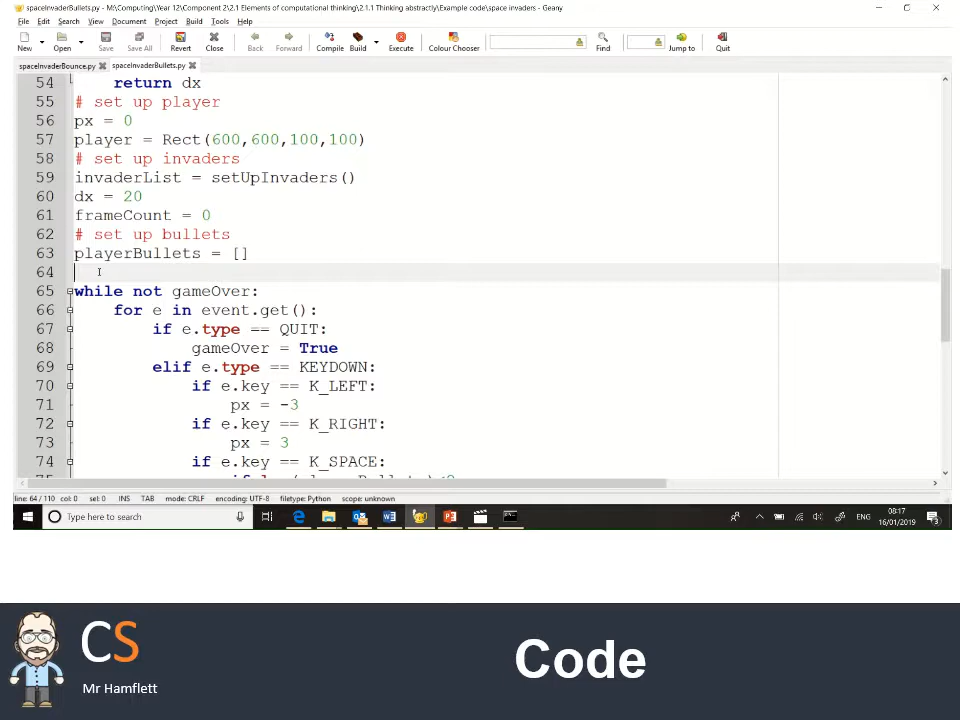 spaceInvaderBullets.py - M:\Computing\Year 12\Component 2\2.1 Elements of computational thinking\2.1.1 Thinking abstractly\Example code\space invaders - Geany
File Edit Search View Document Project Build Tools Help
New Open Save Save All Revert Close Back Forward Compile Build Execute Colour Chooser Find Jump to Quit
spaceInvaderBounce.py spaceInvaderBullets.py
54 return dx
55 # set up player
56 px = 0
57 player = Rect(600,600,100,100)
58 # set up invaders
59 invaderList = setUpInvaders()
60 dx = 20
61 frameCount = 0
62 # set up bullets
63 playerBullets = []
64
65 while not gameOver:
66 for e in event.get():
67 if e.type == QUIT:
68 gameOver = True
69 elif e.type == KEYDOWN:
70 if e.key == K_LEFT:
71 px = -3
72 if e.key == K_RIGHT:
73 px = 3
74 if e.key == K_SPACE:
line: 64 / 110 col: 0 sel: 0 INS TAB mode: CRLF encoding: UTF-8 filetype: Python scope: unknown
Type here to search
ENG
08:17
16/01/2019
3
CS
Mr Hamflett
Code